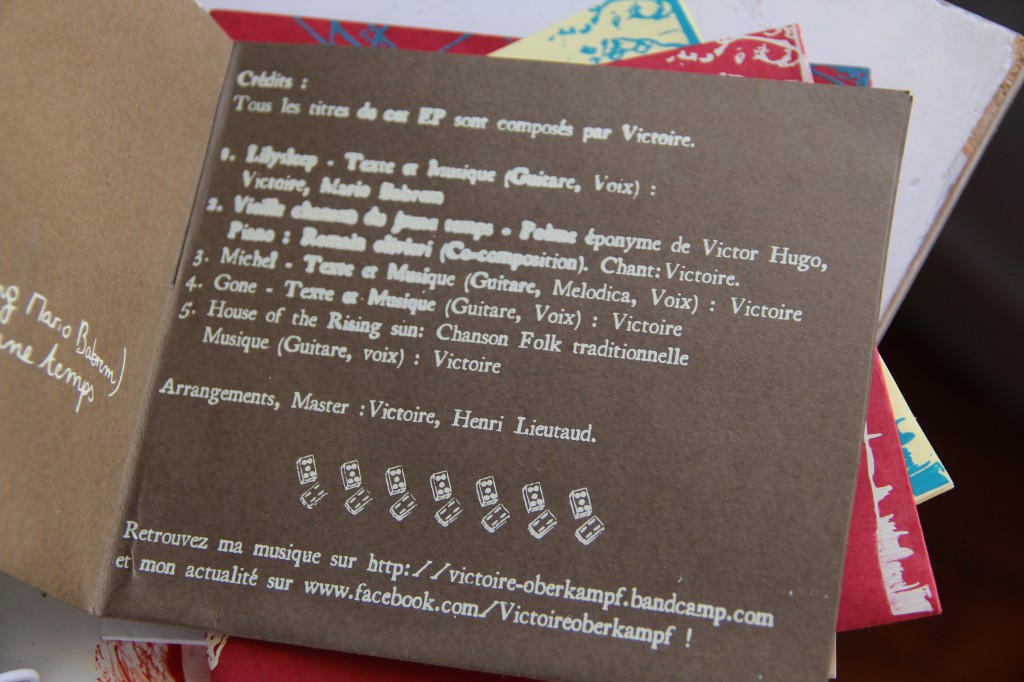 Crédits :
Tous les titres de cet EP sont composés par Victoire.
1. Lilysleep - Texte et Musique (Guitare, Voix) :
Victoire, Mario Babrem
2. Vieille chanson du jeune temps - Poème éponyme de Victor Hugo,
Piano : Romain (Co-composition). Chant: Victoire.
3. Michel - Texte et Musique (Guitare, Melodica, Voix) : Victoire
4. Gone - Texte et Musique (Guitare, Voix) : Victoire
5. House of the Rising sun: Chanson Folk traditionnelle
Musique (Guitare, voix) : Victoire
Arrangements, Master :Victoire, Henri Lieutaud.
Retrouvez ma musique sur http://victoire-oberkampf.bandcamp.com
et mon actualité sur www.facebook.com/Victoireoberkampf !
Mario Babrem)
temps